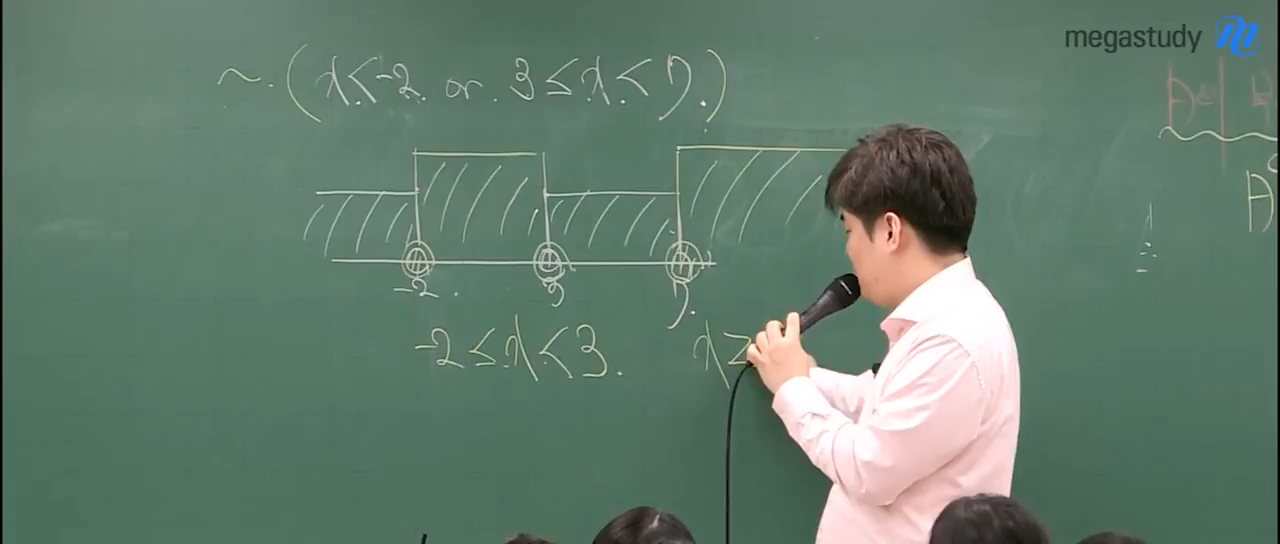 megastudy
~(x<-2 or 3≤x<7)
-2
3
7
-2≤x<3. x≥